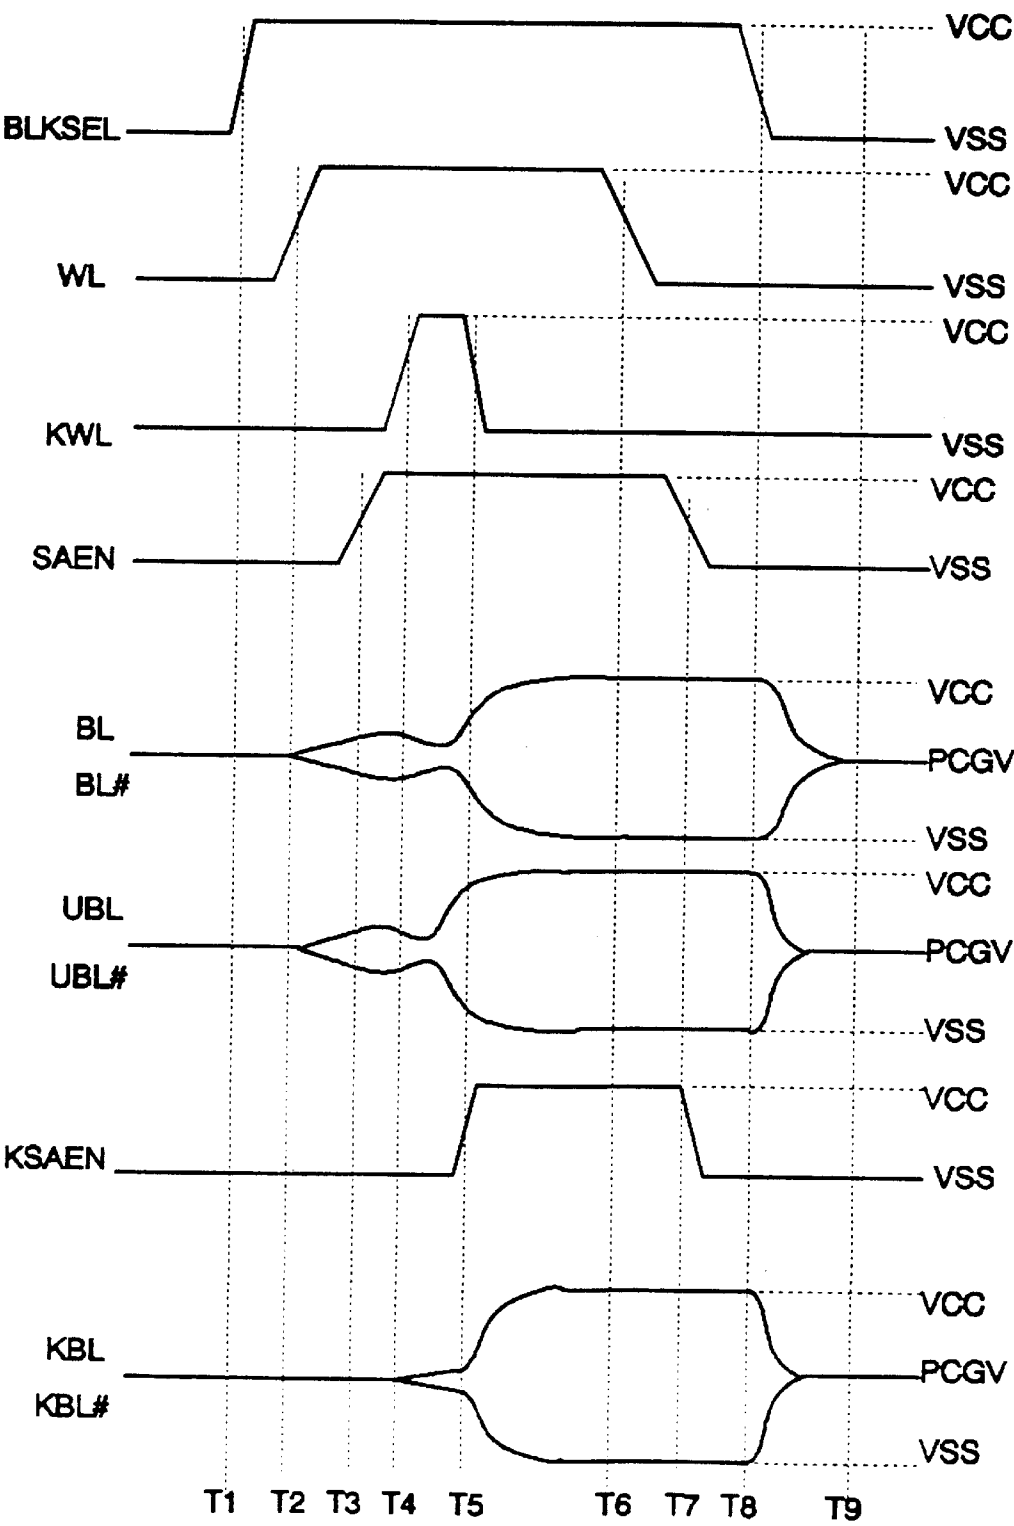 VCC
BLKSEL
VSS
VCC
WL
VSS
VCC
KWL
VSS
VCC
SAEN
VSS
VCC
BL
PCGV
BL#
VSS
VCC
UBL
PCGV
UBL#
VSS
VCC
KSAEN
VSS
VCC
KBL
PCGV
KBL#
VSS
T1 T2 T3 T4 T5 T6 T7 T8 T9